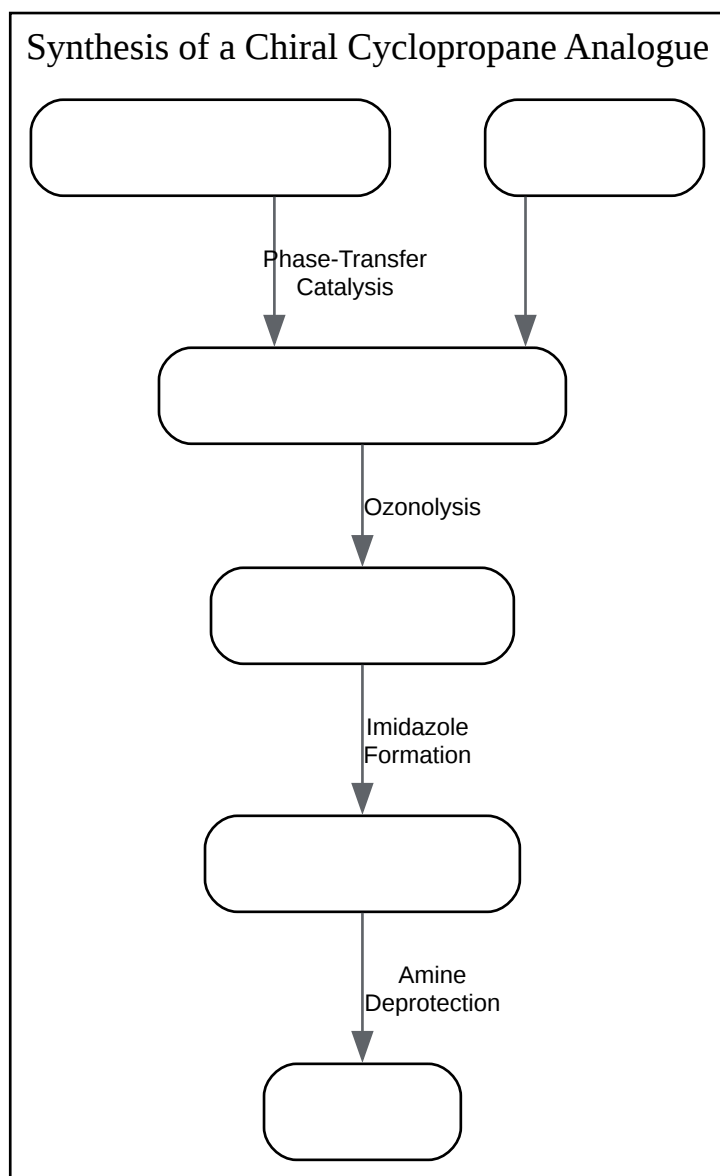 Synthesis of a Chiral Cyclopropane Analogue
Phase-Transfer
Catalysis
Ozonolysis
Imidazole
Formation
Amine
Deprotection